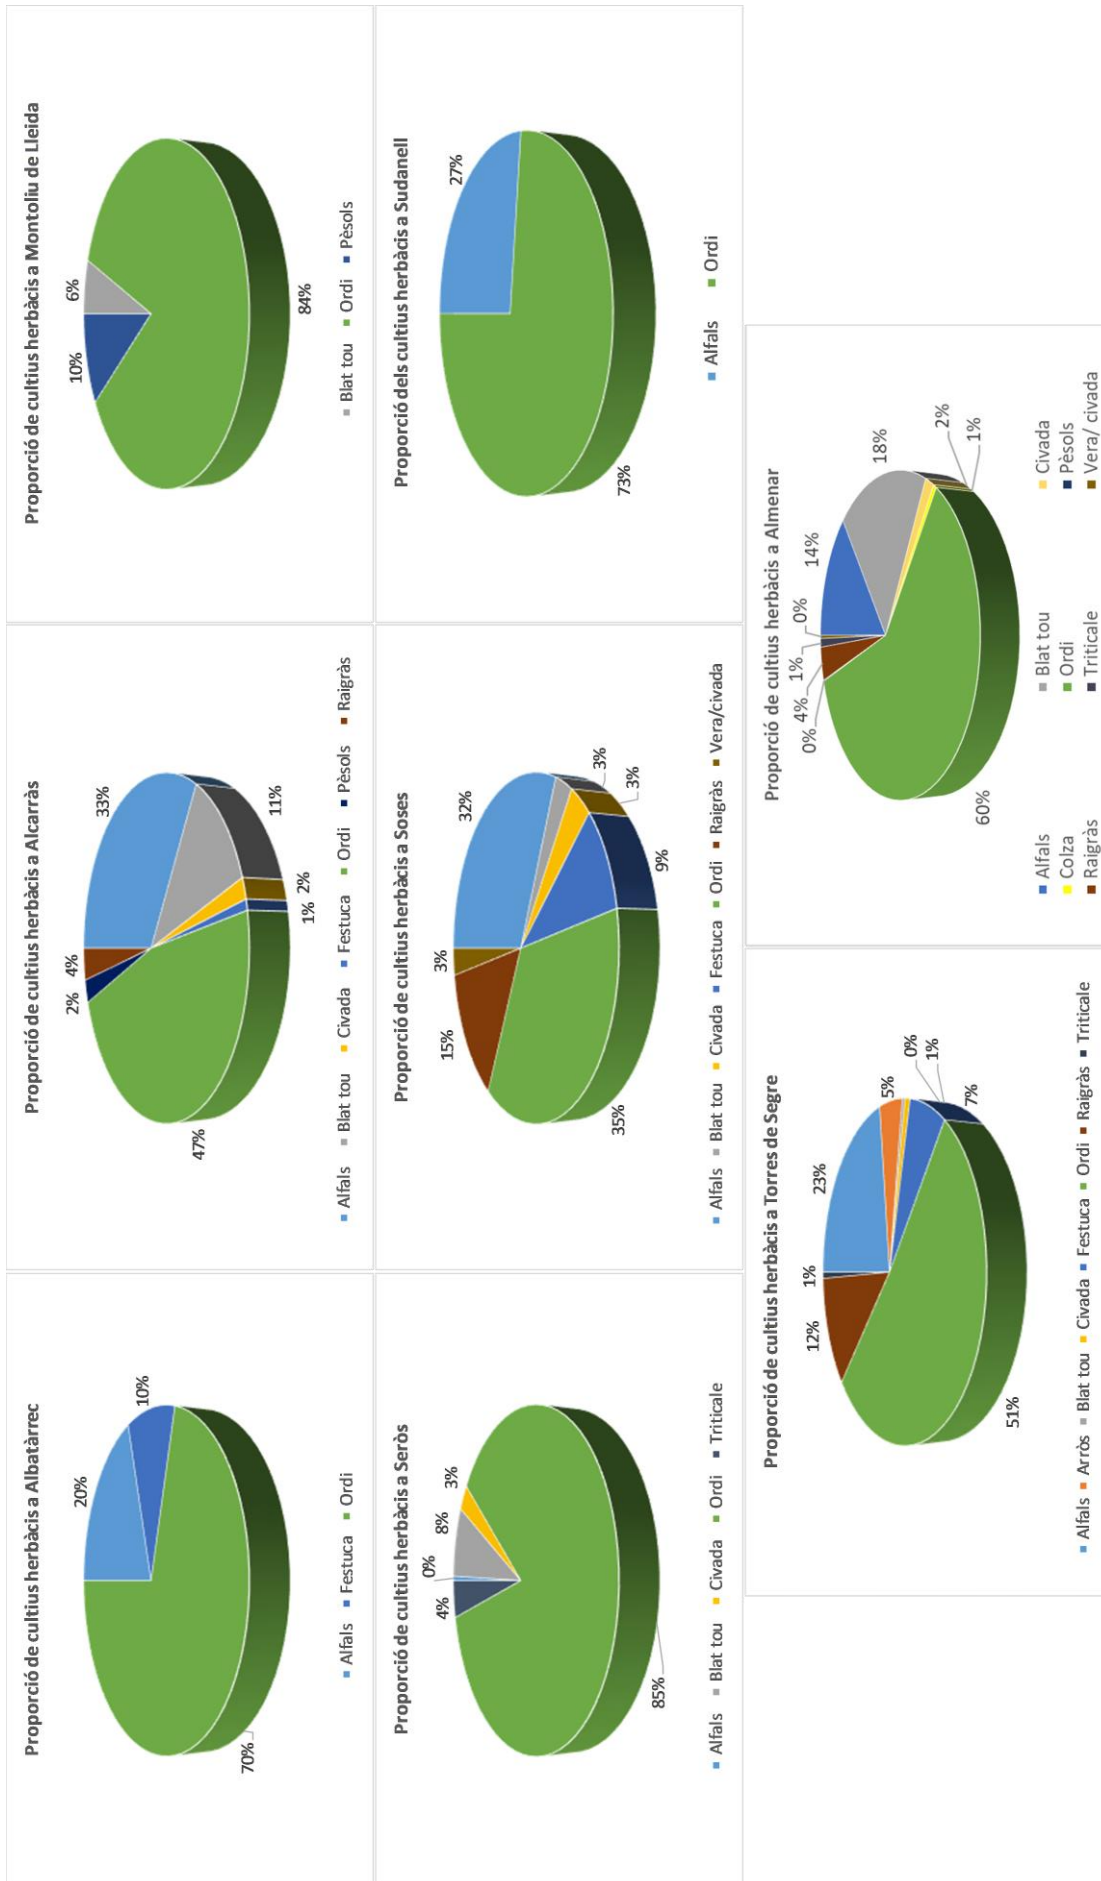 Proporció de cultius herbàcis a Albatàrrec
20%
10%
70%
Alfals Festuca Ordi
Proporció de cultius herbàcis a Alcarràs
33%
11%
2%
1%
47%
2%
4%
Alfals Blat tou Civada Festuca Ordi Pèsols Raigràs
Proporció de cultius herbàcis a Montoliu de Lleida
6%
84%
10%
Blat tou Ordi Pèsols
Proporció de cultius herbàcis a Seròs
0%
8%
3%
85%
4%
Alfals Blat tou Civada Ordi Triticale
Proporció de cultius herbàcis a Soses
32%
3%
3%
9%
35%
15%
3%
Alfals Blat tou Civada Festuca Ordi Raigràs Vera/civada
Proporció dels cultius herbàcis a Sudanell
27%
73%
Alfals Ordi
Proporció de cultius herbàcis a Torres de Segre
23%
5%
0%
1%
7%
51%
12%
1%
Alfals Arròs Blat tou Civada Festuca Ordi Raigràs Triticale
Proporció de cultius herbàcis a Almenar
14%
18%
2%
1%
60%
0%
4%
1%
0%
Alfals Blat tou Civada
Colza Ordi Pèsols
Raigràs Triticale Vera/ civada